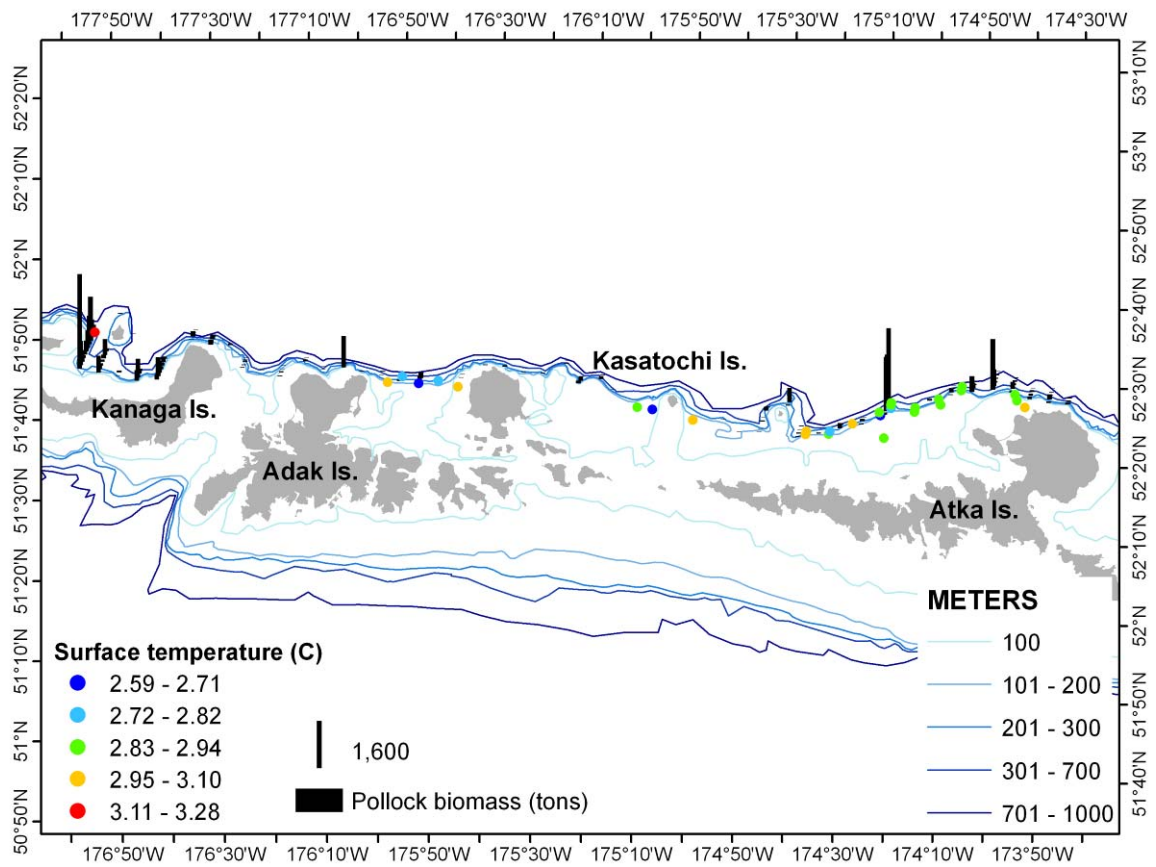 177°50'W 177°30'W 177°10'W 176°50'W 176°30'W 176°10'W 175°50'W 175°30'W 175°10'W 174°50'W 174°30'W
52°20'N
52°10'N
52°N
51°50'N
51°40'N
51°30'N
51°20'N
51°10'N
51°N
50°50'N
53°10'N
53°N
52°50'N
52°40'N
52°30'N
52°20'N
52°10'N
52°N
51°50'N
51°40'N
Kasatochi Is.
Kanaga Is.
Adak Is.
Atka Is.
Surface temperature (C)
2.59 - 2.71
2.72 - 2.82
2.83 - 2.94
2.95 - 3.10
3.11 - 3.28
1,600
Pollock biomass (tons)
METERS
100
101 - 200
201 - 300
301 - 700
701 - 1000
176°50'W 176°30'W 176°10'W 175°50'W 175°30'W 175°10'W 174°50'W 174°30'W 174°10'W 173°50'W